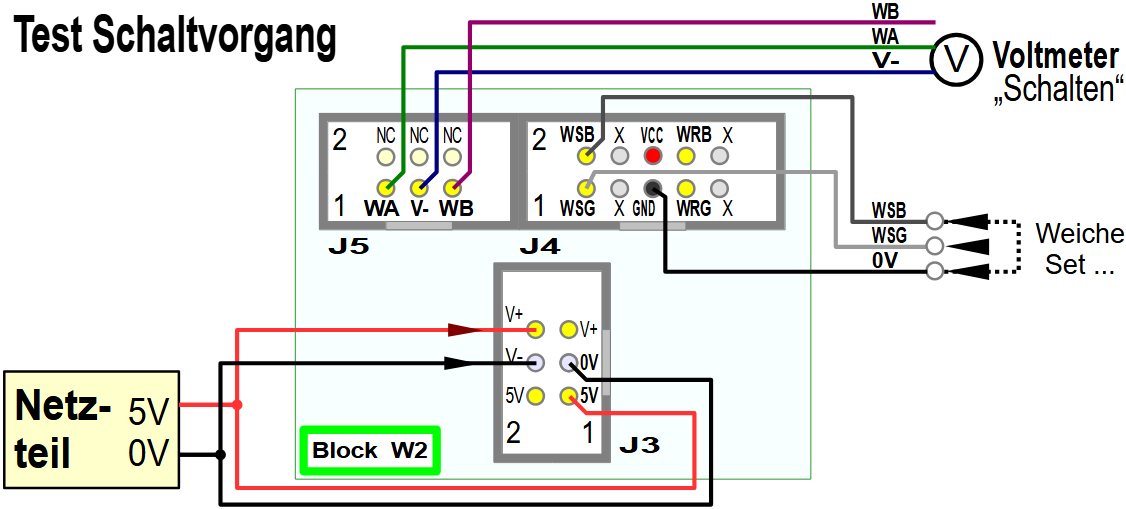 Test Schaltvorgang
WB
WA
V-
V
Voltmeter
„Schalten“
2 NC NC NC
1 WA V- WB
J5
2 WSB X VCC WRB X
1 WSG X GND WRG X
J4
WSB
WSG
0V
Weiche
Set ...
V+ V+
V- 0V
5V 5V
2 1
J3
Netz-
teil
5V
0V
Block W2